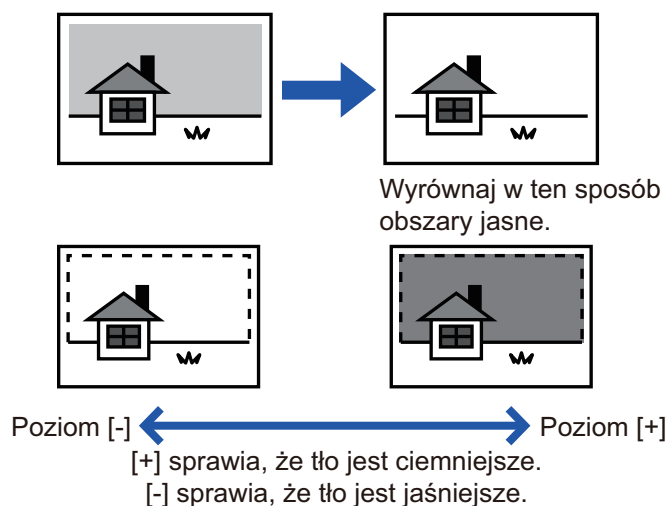 Wyrównaj w ten sposób
obszary jasne.
Poziom [-]
Poziom [+]
[+] sprawia, że tło jest ciemniejsze.
[-] sprawia, że tło jest jaśniejsze.